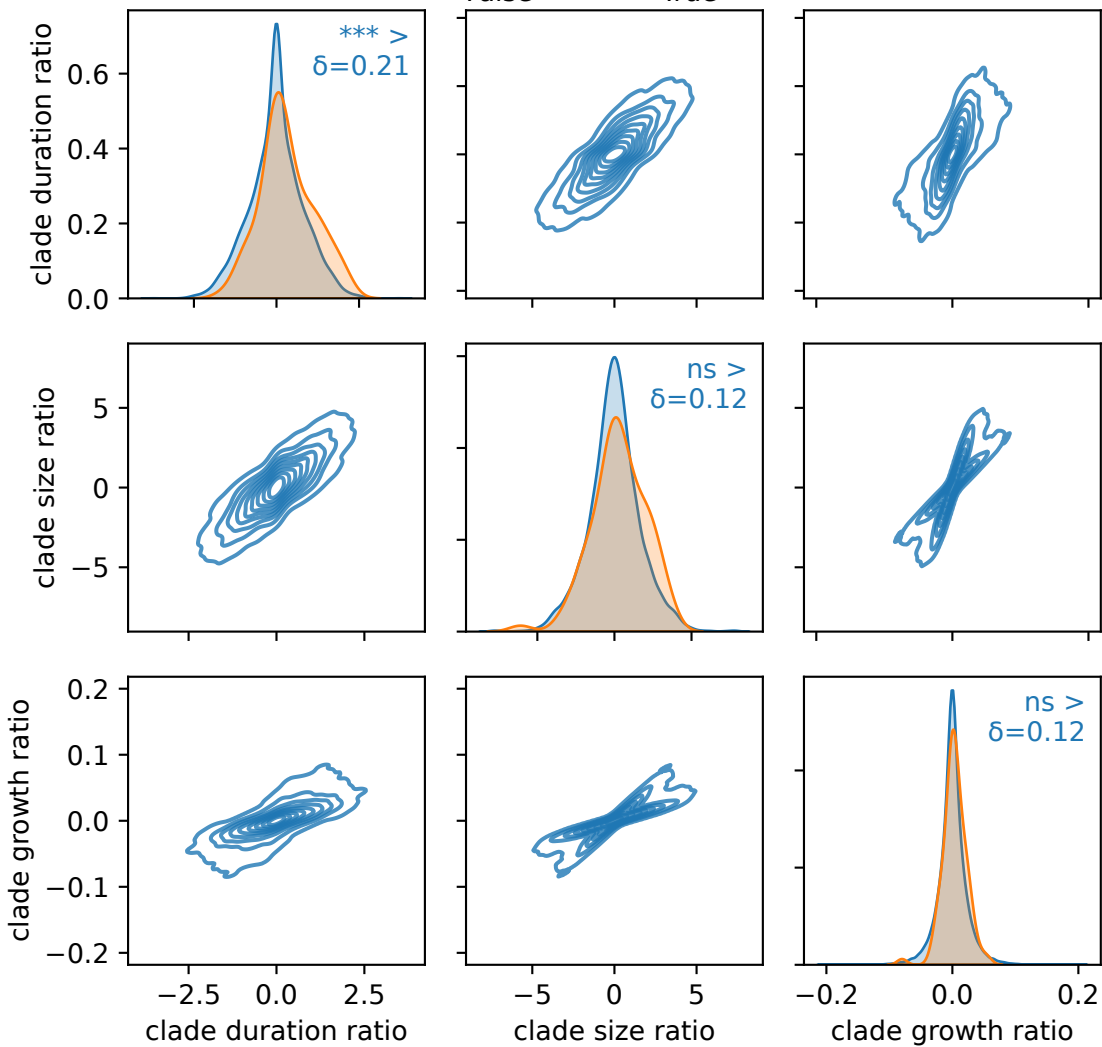 clade duration ratio
0.6
0.4
0.2
0.0
*** >
δ=0.21
clade size ratio
5
0
−5
ns >
δ=0.12
clade growth ratio
0.2
0.1
0.0
−0.1
−0.2
ns >
δ=0.12
−2.5
0.0
2.5
−5
0
5
−0.2
0.0
0.2
clade duration ratio
clade size ratio
clade growth ratio